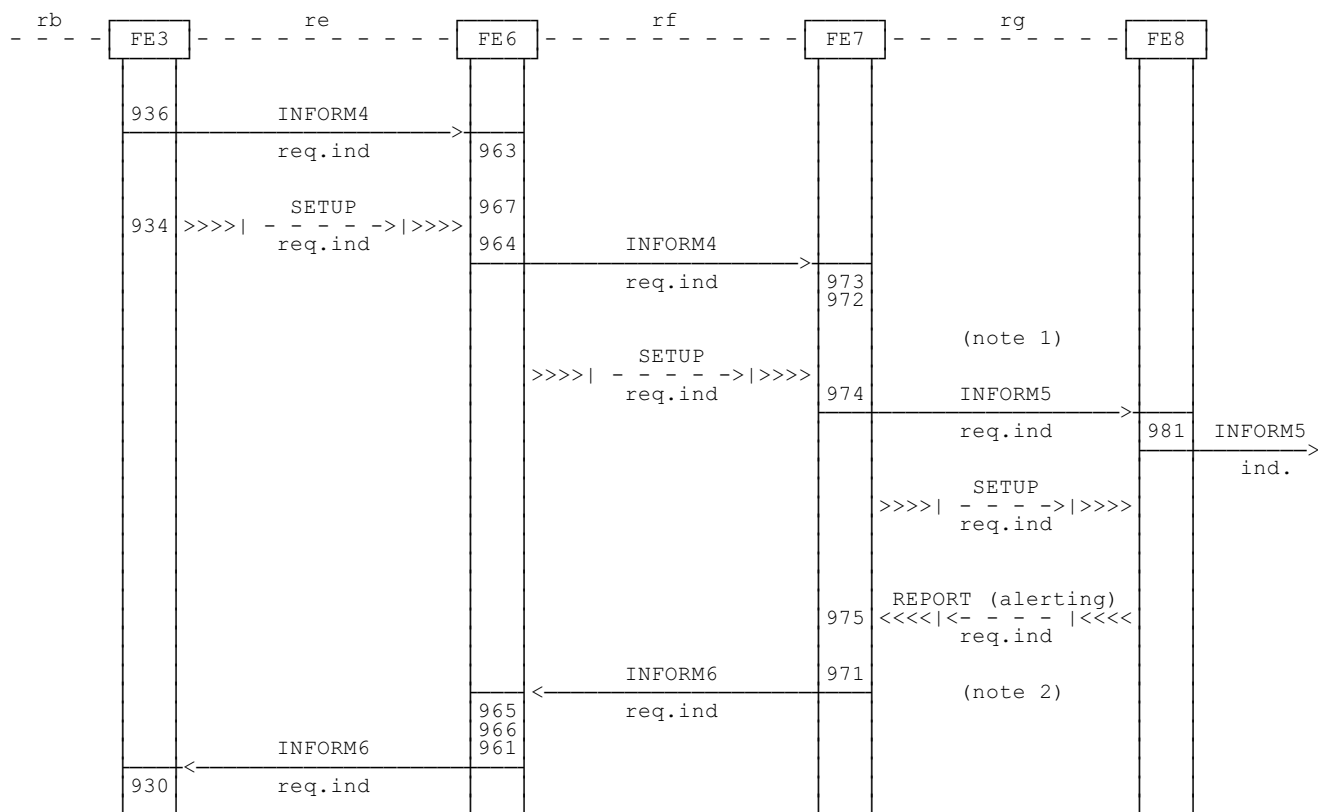 rb re rf rg
FE3 FE6 FE7 FE8
936 INFORM4
req.ind 963
SETUP 967
934 >>>>| - - - - ->|>>>>
req.ind
964 INFORM4
req.ind 973
972
(note 1)
SETUP
>>>>| - - - - ->|>>>>
req.ind
974 INFORM5
req.ind 981 INFORM5
ind.
SETUP
>>>>| - - - ->|>>>>
req.ind
REPORT (alerting)
975 <<<<|<- - - - |<<<<
req.ind
INFORM6 971
(note 2)
965 req.ind
966
INFORM6 961
930 req.ind